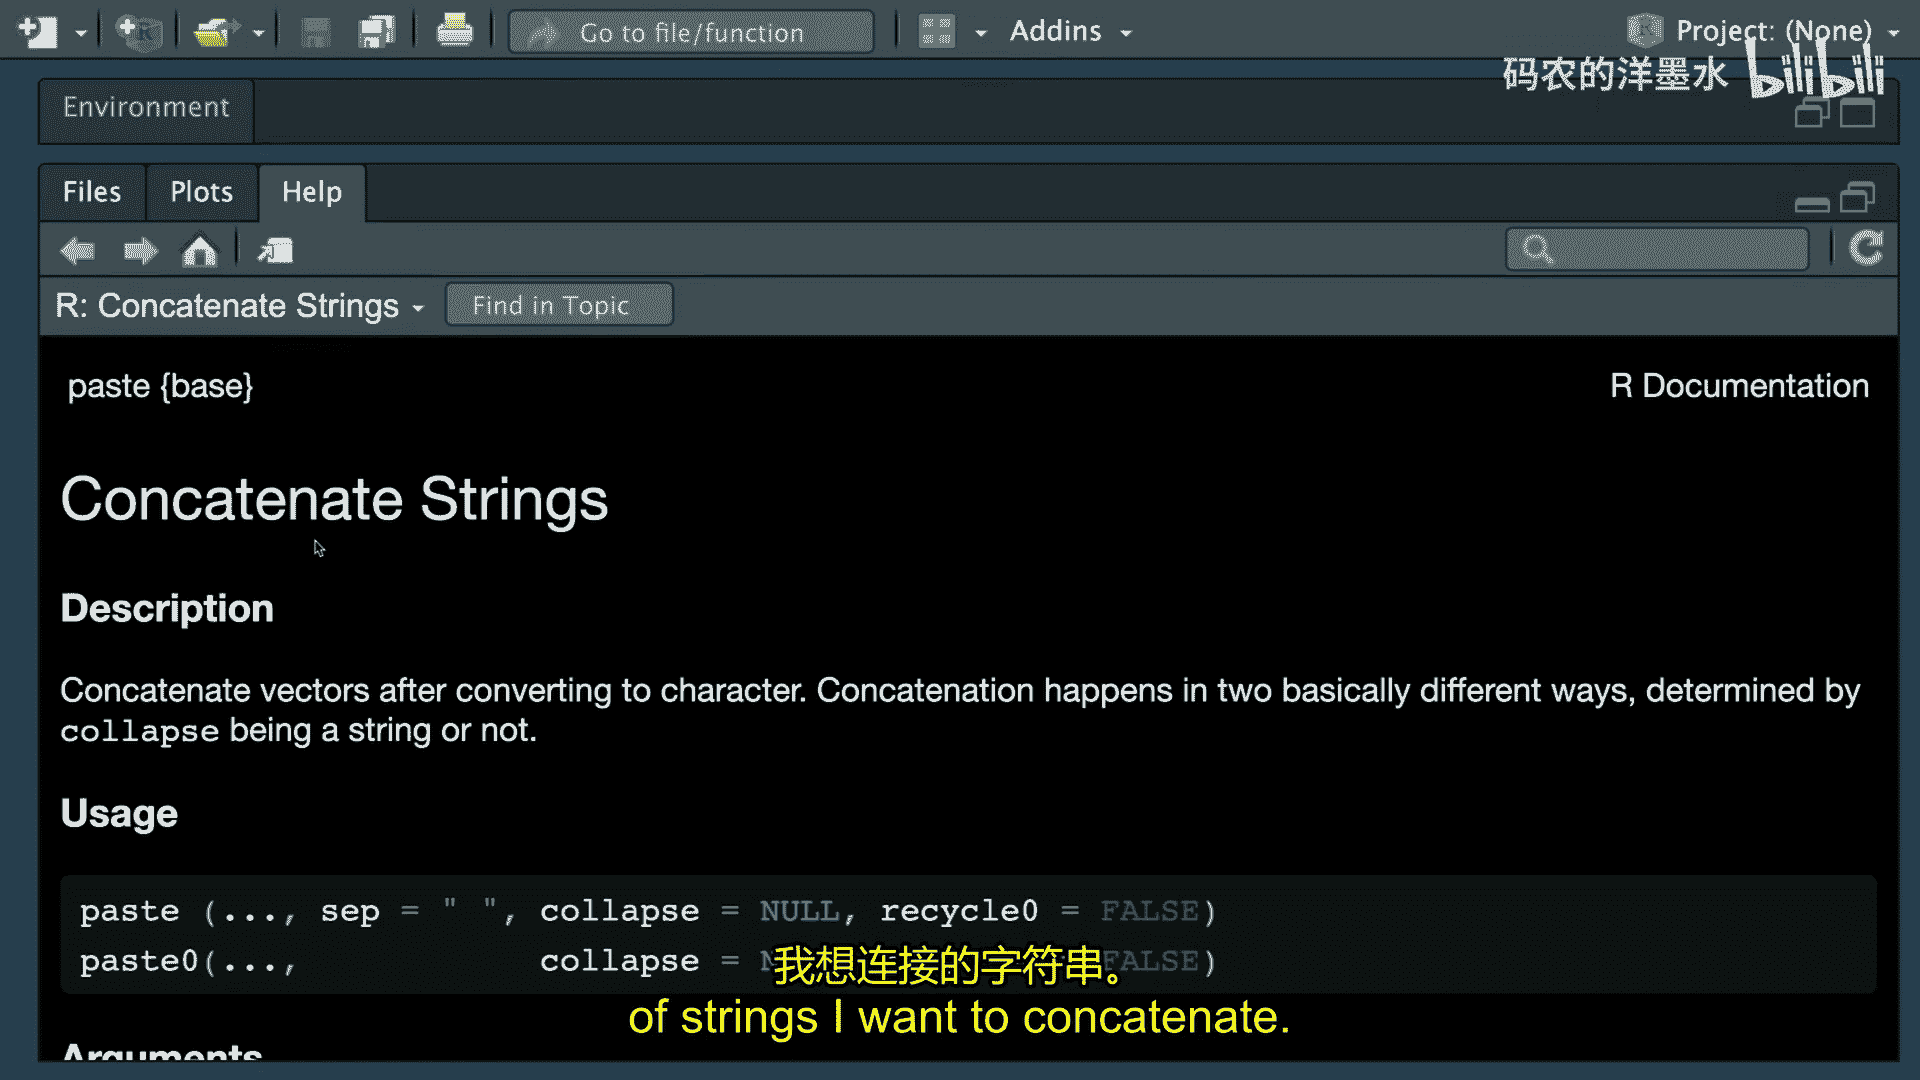 Go to file/function
Addins
Project: (None)
码农的洋墨水 bilibili
Environment
Files Plots Help
R: Concatenate Strings
Find in Topic
paste {base}
R Documentation
Concatenate Strings
Description
Concatenate vectors after converting to character. Concatenation happens in two basically different ways, determined by
collapse being a string or not.
Usage
paste (..., sep = " ", collapse = NULL, recycle0 = FALSE)
paste0(..., collapse = FALSE)
我想连接的字符串。
of strings I want to concatenate.
Arguments